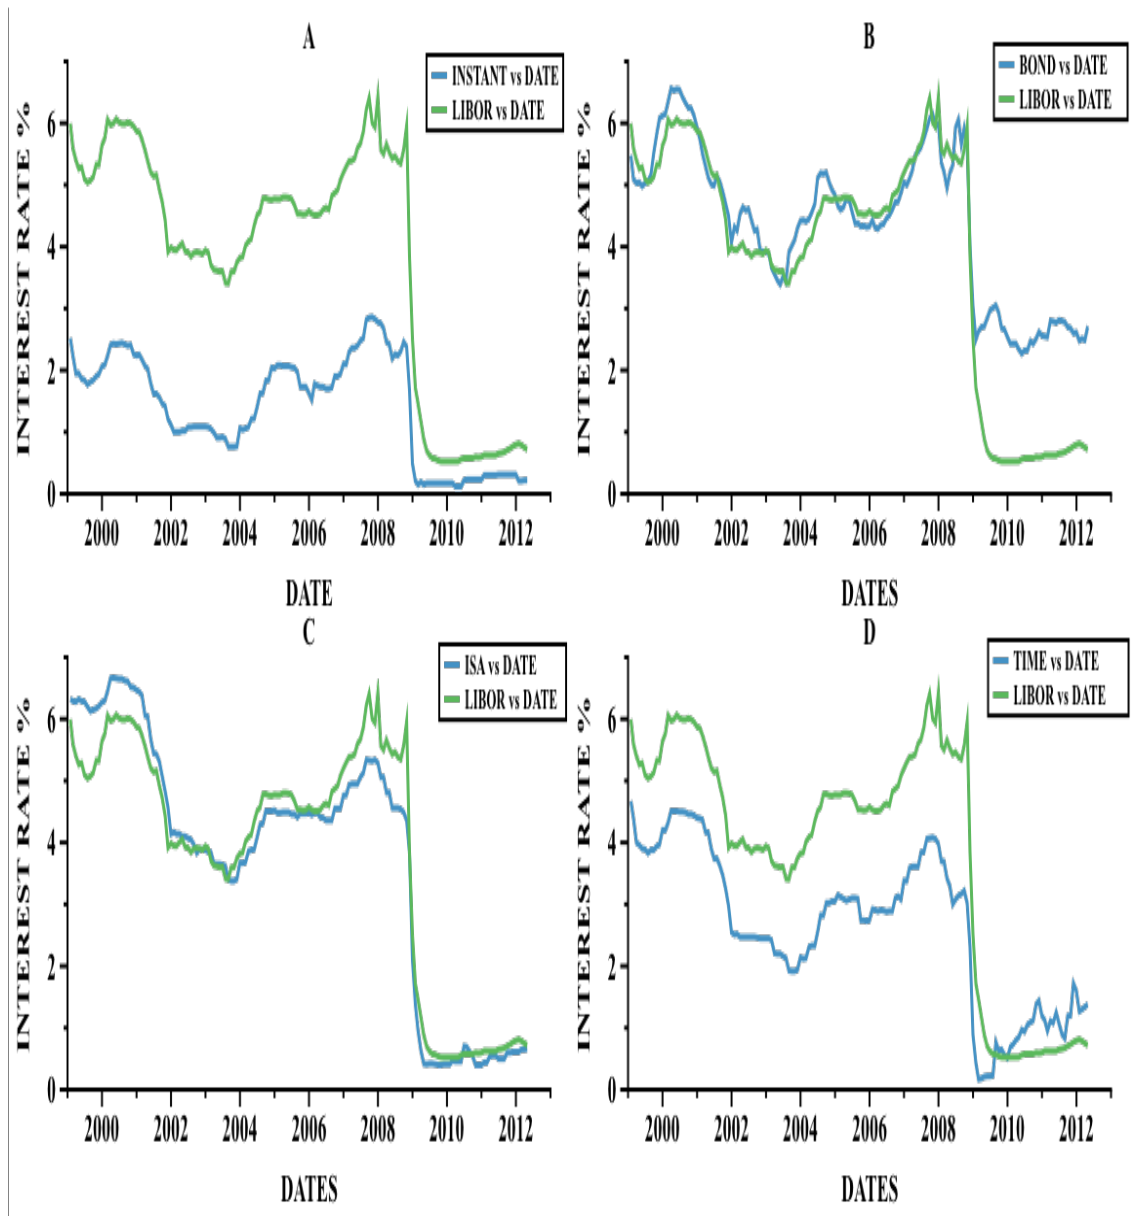 A
INSTANT vs DATE
LIBOR vs DATE
INTEREST RATE %
6
4
2
0
2000 2002 2004 2006 2008 2010 2012
DATE
B
BOND vs DATE
LIBOR vs DATE
INTEREST RATE %
6
4
2
0
2000 2002 2004 2006 2008 2010 2012
DATES
C
ISA vs DATE
LIBOR vs DATE
INTEREST RATE %
6
4
2
0
2000 2002 2004 2006 2008 2010 2012
DATES
D
TIME vs DATE
LIBOR vs DATE
INTEREST RATE %
6
4
2
0
2000 2002 2004 2006 2008 2010 2012
DATES